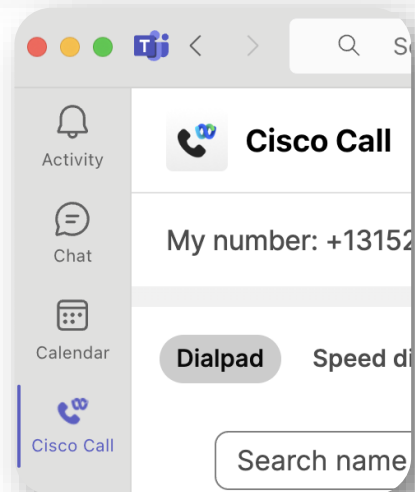 S
Activity
Chat
Calendar
Cisco Call
Cisco Call
My number: +13152
Dialpad
Speed di
Search name